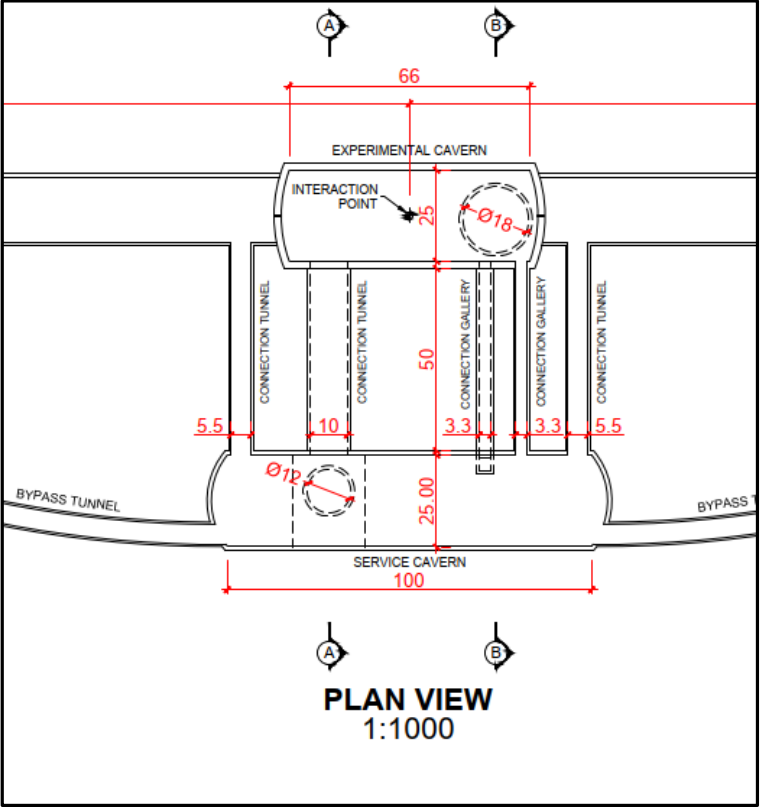 A
B
66
EXPERIMENTAL CAVERN
INTERACTION
POINT
25
Ø18
CONNECTION TUNNEL
CONNECTION TUNNEL
CONNECTION GALLERY
CONNECTION GALLERY
CONNECTION TUNNEL
50
5.5
10
3.3
3.3
5.5
Ø12
25.00
BYPASS TUNNEL
BYPASS T
SERVICE CAVERN
100
A
B
PLAN VIEW
1:1000